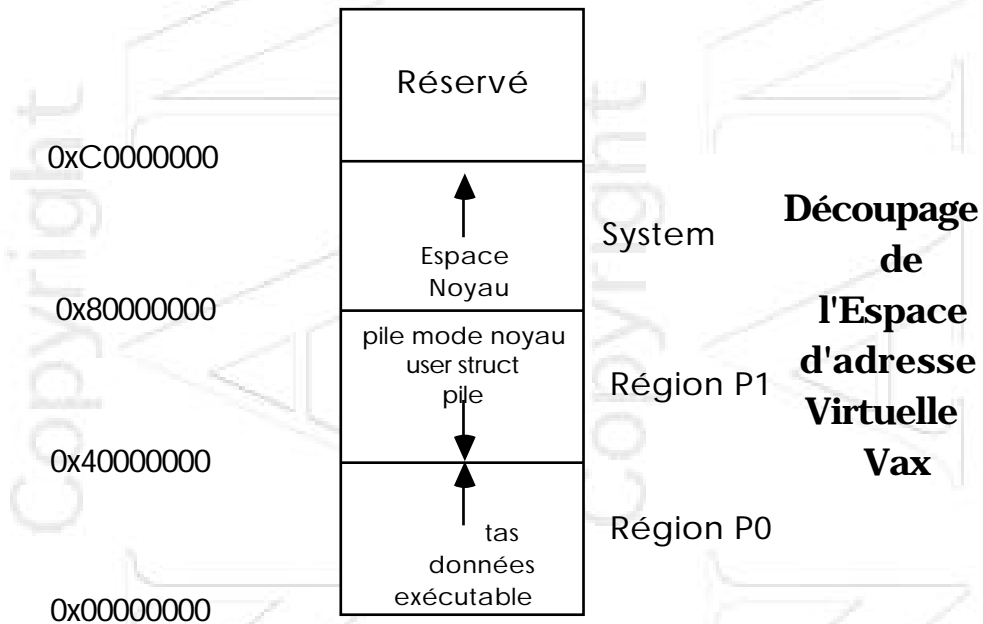 Réservé
0xC0000000
System
Espace
Noyau
0x80000000
pile mode noyau
user struct
pile
Région P1
0x40000000
tas
données
exécutable
Région P0
0x00000000
Découpage
de
l'Espace
d'adresse
Virtuelle
Vax
Copyright
Copyright